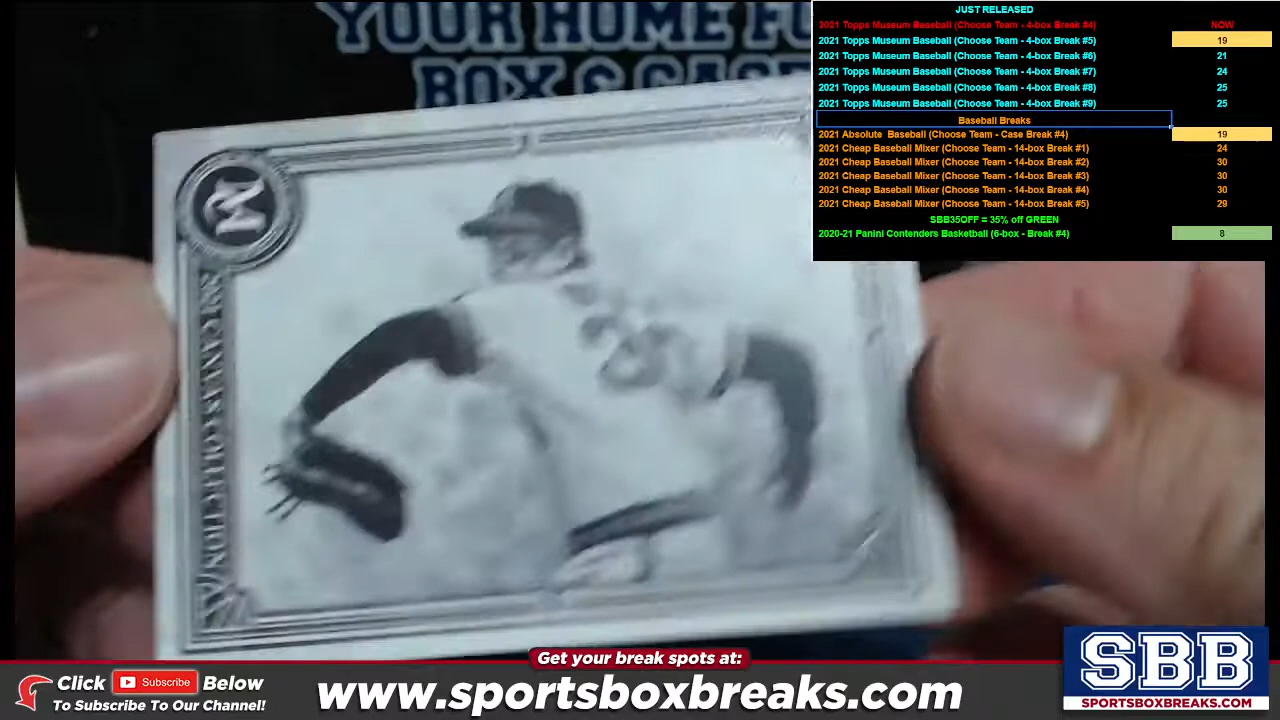 YOUR HOME FO
BOX & CASE
JUST RELEASED
2021 Topps Museum Baseball (Choose Team - 4-box Break #4) NOW
2021 Topps Museum Baseball (Choose Team - 4-box Break #5) 19
2021 Topps Museum Baseball (Choose Team - 4-box Break #6) 21
2021 Topps Museum Baseball (Choose Team - 4-box Break #7) 24
2021 Topps Museum Baseball (Choose Team - 4-box Break #8) 25
2021 Topps Museum Baseball (Choose Team - 4-box Break #9) 25
Baseball Breaks
2021 Absolute Baseball (Choose Team - Case Break #4) 19
2021 Cheap Baseball Mixer (Choose Team - 14-box Break #1) 24
2021 Cheap Baseball Mixer (Choose Team - 14-box Break #2) 30
2021 Cheap Baseball Mixer (Choose Team - 14-box Break #3) 30
2021 Cheap Baseball Mixer (Choose Team - 14-box Break #4) 30
2021 Cheap Baseball Mixer (Choose Team - 14-box Break #5) 29
SBB35OFF = 35% off GREEN
2020-21 Panini Contenders Basketball (6-box - Break #4) 8
M
2021 CANVAS COLLECTION
Get your break spots at:
Click Subscribe Below
To Subscribe To Our Channel!
www.sportsboxbreaks.com
SBB
SPORTSBOXBREAKS.COM